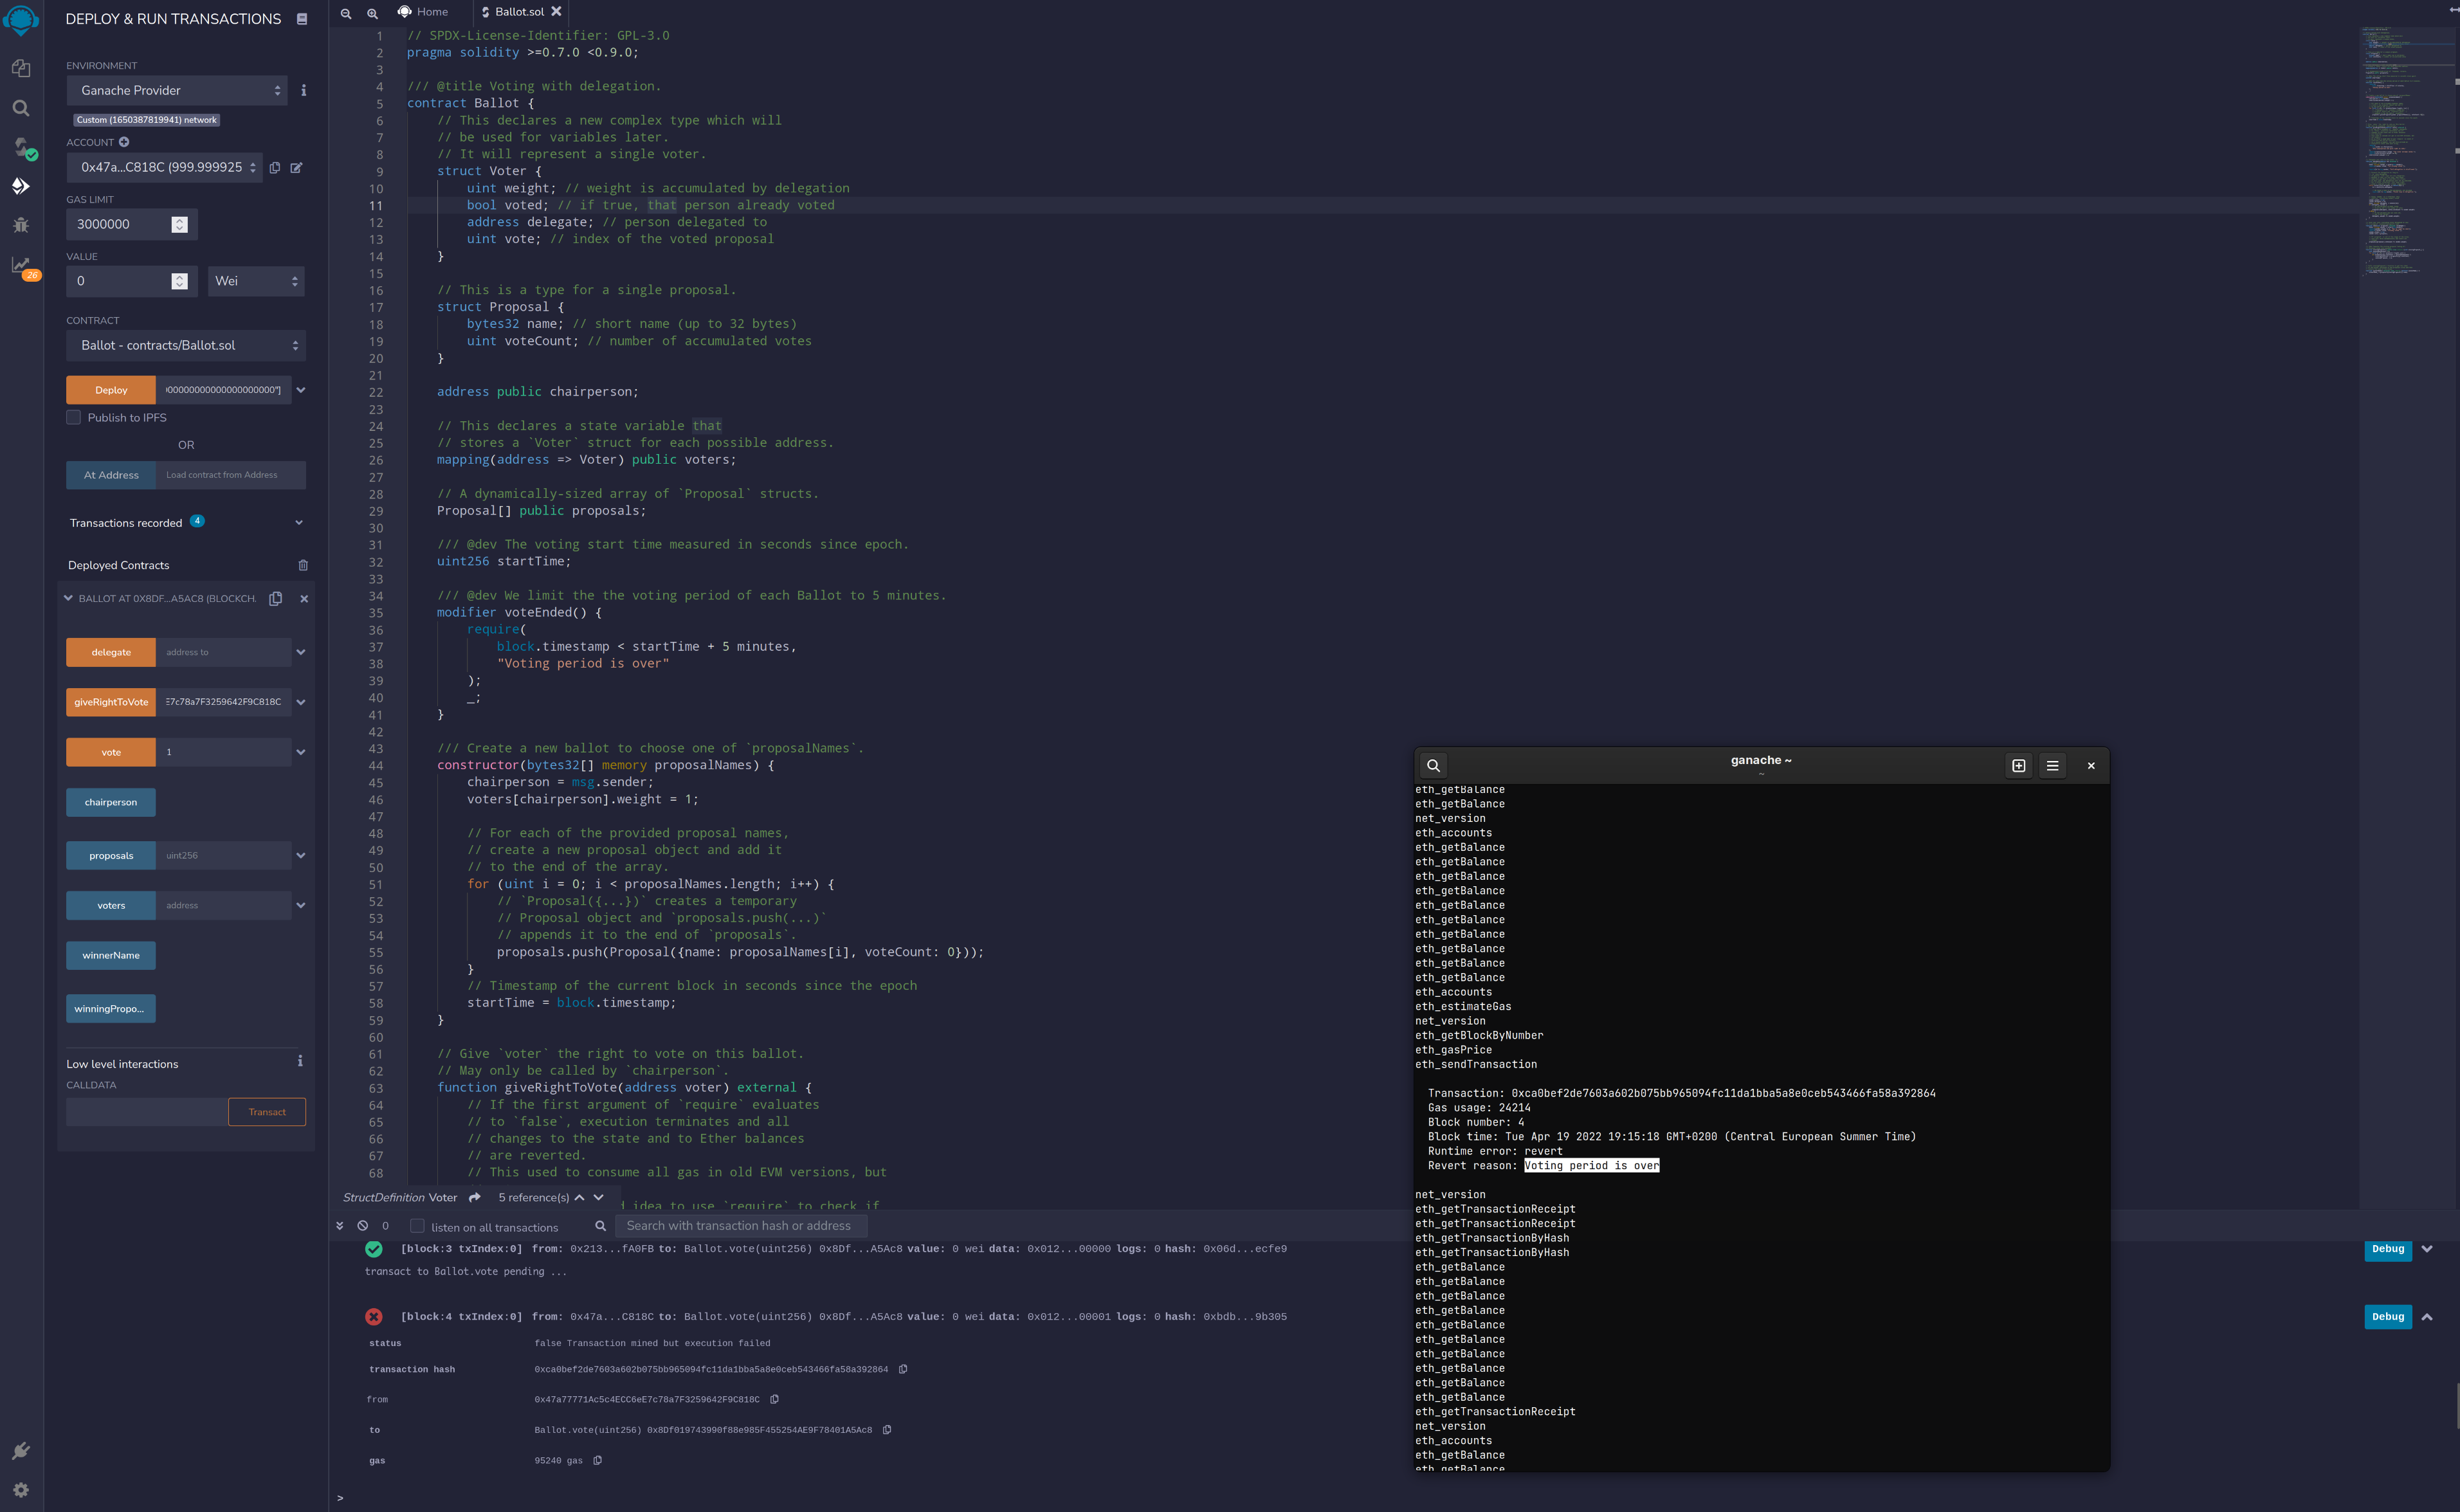 DEPLOY & RUN TRANSACTIONS
ENVIRONMENT
Ganache Provider
Custom (1650387819941) network
ACCOUNT
0x47a...C818C (999.999925
GAS LIMIT
3000000
VALUE
0
Wei
CONTRACT
Ballot - contracts/Ballot.sol
Deploy
00000000000000000000"]
Publish to IPFS
OR
At Address
Load contract from Address
Transactions recorded 4
Deployed Contracts
BALLOT AT 0X8DF...A5AC8 (BLOCKCH
delegate
address to
giveRightToVote
E7c78a7F3259642F9C818C
vote
1
chairperson
proposals
uint256
voters
address
winnerName
winningPropo...
Low level interactions
CALLDATA
Transact
26
Home
Ballot.sol
1 // SPDX-License-Identifier: GPL-3.0
2 pragma solidity >=0.7.0 <0.9.0;
3
4 /// @title Voting with delegation.
5 contract Ballot {
6 // This declares a new complex type which will
7 // be used for variables later.
8 // It will represent a single voter.
9 struct Voter {
10 uint weight; // weight is accumulated by delegation
11 bool voted; // if true, that person already voted
12 address delegate; // person delegated to
13 uint vote; // index of the voted proposal
14 }
15
16 // This is a type for a single proposal.
17 struct Proposal {
18 bytes32 name; // short name (up to 32 bytes)
19 uint voteCount; // number of accumulated votes
20 }
21
22 address public chairperson;
23
24 // This declares a state variable that
25 // stores a `Voter` struct for each possible address.
26 mapping(address => Voter) public voters;
27
28 // A dynamically-sized array of `Proposal` structs.
29 Proposal[] public proposals;
30
31 /// @dev The voting start time measured in seconds since epoch.
32 uint256 startTime;
33
34 /// @dev We limit the the voting period of each Ballot to 5 minutes.
35 modifier voteEnded() {
36 require(
37 block.timestamp < startTime + 5 minutes,
38 "Voting period is over"
39 );
40 _;
41 }
42
43 /// Create a new ballot to choose one of `proposalNames`.
44 constructor(bytes32[] memory proposalNames) {
45 chairperson = msg.sender;
46 voters[chairperson].weight = 1;
47
48 // For each of the provided proposal names,
49 // create a new proposal object and add it
50 // to the end of the array.
51 for (uint i = 0; i < proposalNames.length; i++) {
52 // `Proposal({...})` creates a temporary
53 // Proposal object and `proposals.push(...)`
54 // appends it to the end of `proposals`.
55 proposals.push(Proposal({name: proposalNames[i], voteCount: 0}));
56 }
57 // Timestamp of the current block in seconds since the epoch
58 startTime = block.timestamp;
59 }
60
61 // Give `voter` the right to vote on this ballot.
62 // May only be called by `chairperson`.
63 function giveRightToVote(address voter) external {
64 // If the first argument of `require` evaluates
65 // to `false`, execution terminates and all
66 // changes to the state and to Ether balances
67 // are reverted.
68 // This used to consume all gas in old EVM versions, but
idea to use `require` to check if
StructDefinition Voter 5 reference(s)
0 listen on all transactions Search with transaction hash or address
[block:3 txIndex:0] from: 0x213...fA0FB to: Ballot.vote(uint256) 0x8Df...A5Ac8 value: 0 wei data: 0x012...00000 logs: 0 hash: 0x06d...ecfe9
Debug
transact to Ballot.vote pending ...
[block:4 txIndex:0] from: 0x47a...C818C to: Ballot.vote(uint256) 0x8Df...A5Ac8 value: 0 wei data: 0x012...00001 logs: 0 hash: 0xbdb...9b305
Debug
status false Transaction mined but execution failed
transaction hash 0xca0bef2de7603a602b075bb965094fc11da1bba5a8e0ceb543466fa58a392864
from 0x47a77771Ac5c4ECC6eE7c78a7F3259642F9C818C
to Ballot.vote(uint256) 0x8Df019743990f88e985F455254AE9F78401A5Ac8
gas 95240 gas
>
ganache ~
~
eth_getBalance
eth_getBalance
net_version
eth_accounts
eth_getBalance
eth_getBalance
eth_getBalance
eth_getBalance
eth_getBalance
eth_getBalance
eth_getBalance
eth_getBalance
eth_getBalance
eth_getBalance
eth_accounts
eth_estimateGas
net_version
eth_getBlockByNumber
eth_gasPrice
eth_sendTransaction
Transaction: 0xca0bef2de7603a602b075bb965094fc11da1bba5a8e0ceb543466fa58a392864
Gas usage: 24214
Block number: 4
Block time: Tue Apr 19 2022 19:15:18 GMT+0200 (Central European Summer Time)
Runtime error: revert
Revert reason: Voting period is over
net_version
eth_getTransactionReceipt
eth_getTransactionReceipt
eth_getTransactionByHash
eth_getTransactionByHash
eth_getBalance
eth_getBalance
eth_getBalance
eth_getBalance
eth_getBalance
eth_getBalance
eth_getBalance
eth_getBalance
eth_getBalance
eth_getBalance
eth_getTransactionReceipt
net_version
eth_accounts
eth_getBalance
eth_getBalance